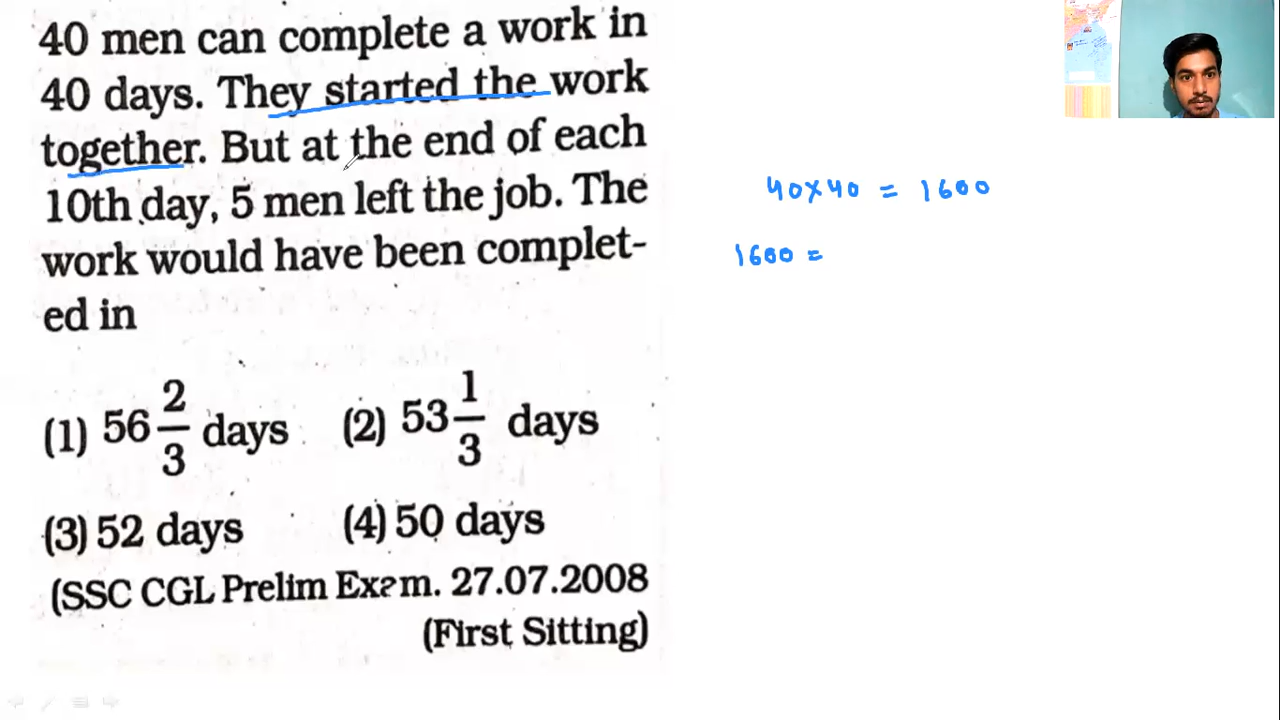 40 men can complete a work in
40 days. They started the work
together. But at the end of each
10th day, 5 men left the job. The
work would have been complet-
ed in
(1) 56 2/3 days (2) 53 1/3 days
(3) 52 days (4) 50 days
(SSC CGL Prelim Exam. 27.07.2008
(First Sitting)
40×40 = 1600
1600 =